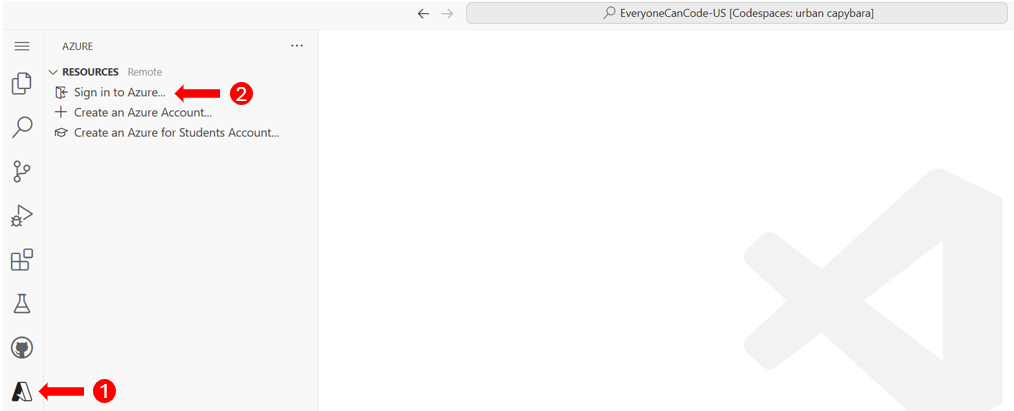 EveryoneCanCode-US [Codespaces: urban capybara]
AZURE
RESOURCES Remote
Sign in to Azure...
2
Create an Azure Account...
Create an Azure for Students Account...
1